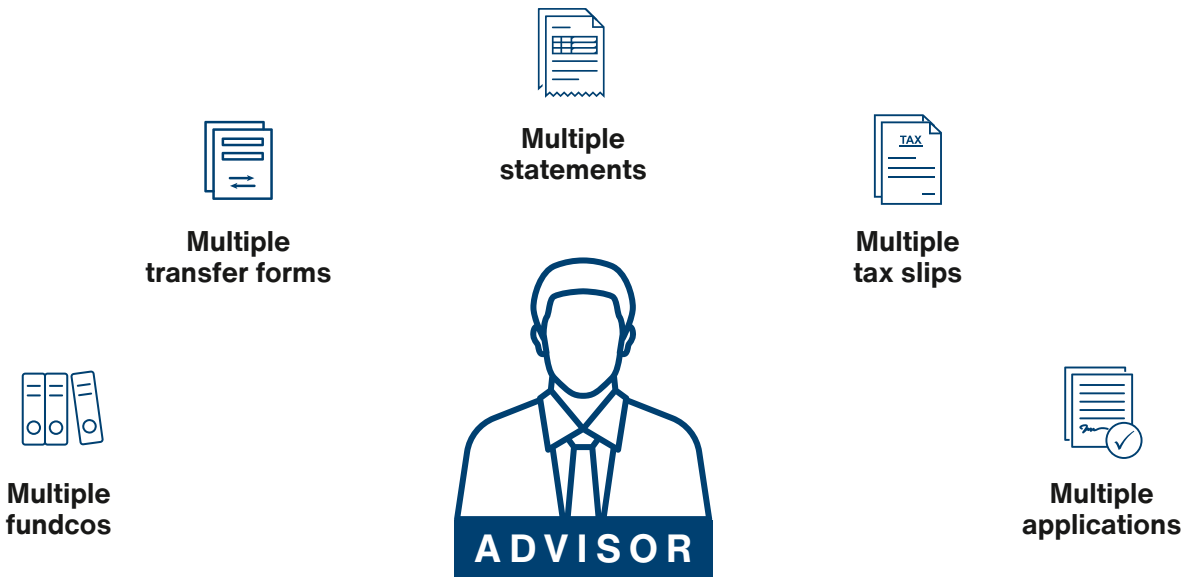 Multiple
statements
TAX
Multiple
transfer forms
Multiple
tax slips
Multiple
fundcos
Multiple
applications
ADVISOR